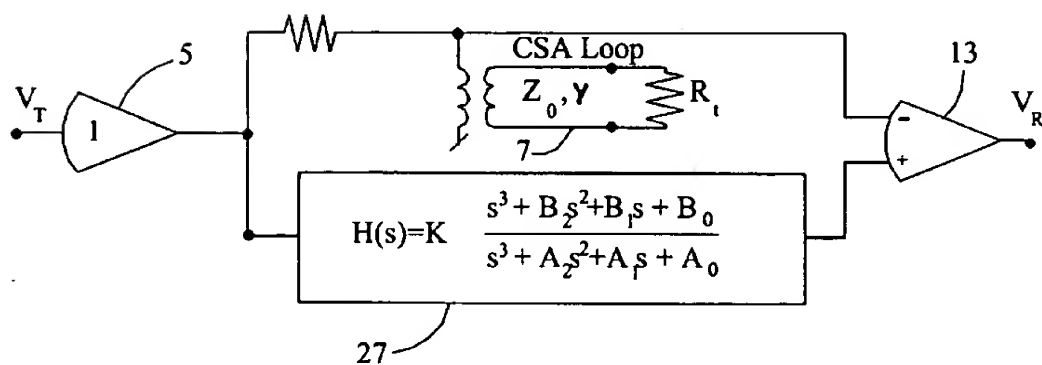 5
CSA Loop
13
V_T
1
Z_0, γ
R_t
V_R
7
-
+
H(s)=K (s^3 + B_2s^2+B_1s + B_0)/(s^3 + A_2s^2+A_1s + A_0)
27